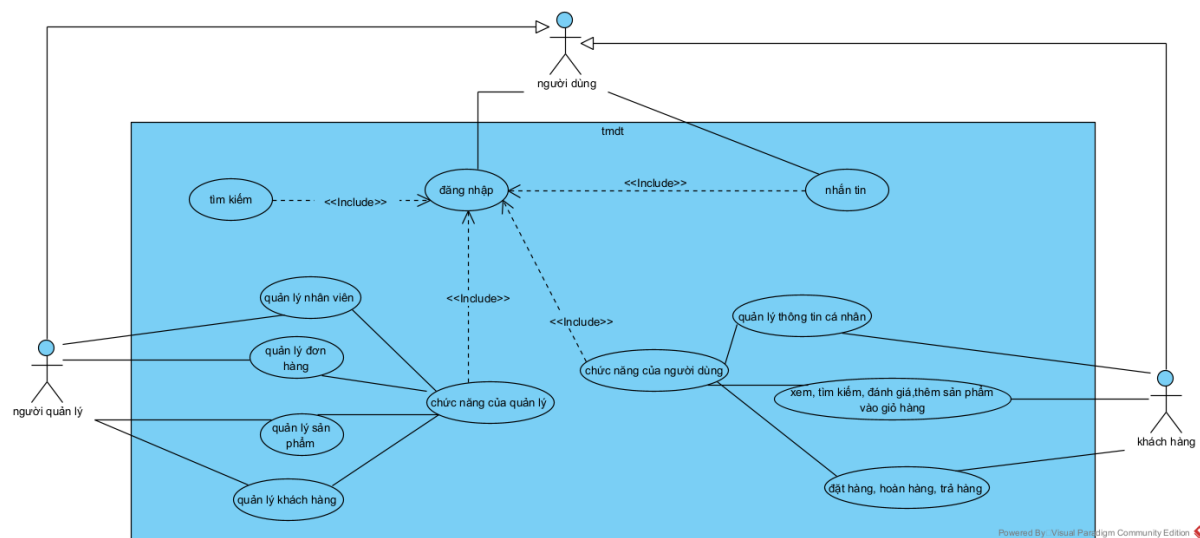 người dùng
tmdt
tìm kiếm
<<Include>>
đăng nhập
<<Include>>
nhắn tin
<<Include>>
<<Include>>
quản lý nhân viên
quản lý đơn
hàng
quản lý sản
phẩm
quản lý khách hàng
người quản lý
chức năng của quản lý
chức năng của người dùng
quản lý thông tin cá nhân
xem, tìm kiếm, đánh giá,thêm sản phẩm
vào giỏ hàng
đặt hàng, hoàn hàng, trả hàng
khách hàng
Powered By: Visual Paradigm Community Edition